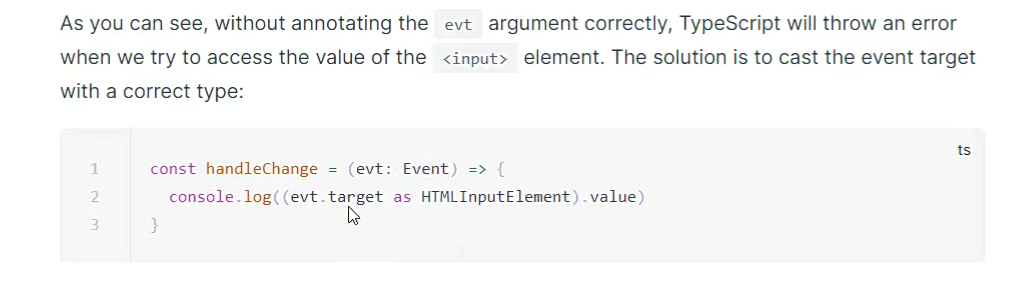 As you can see, without annotating the evt argument correctly, TypeScript will throw an error
when we try to access the value of the <input> element. The solution is to cast the event target
with a correct type:
ts
1 const handleChange = (evt: Event) => {
2 console.log((evt.target as HTMLInputElement).value)
3 }